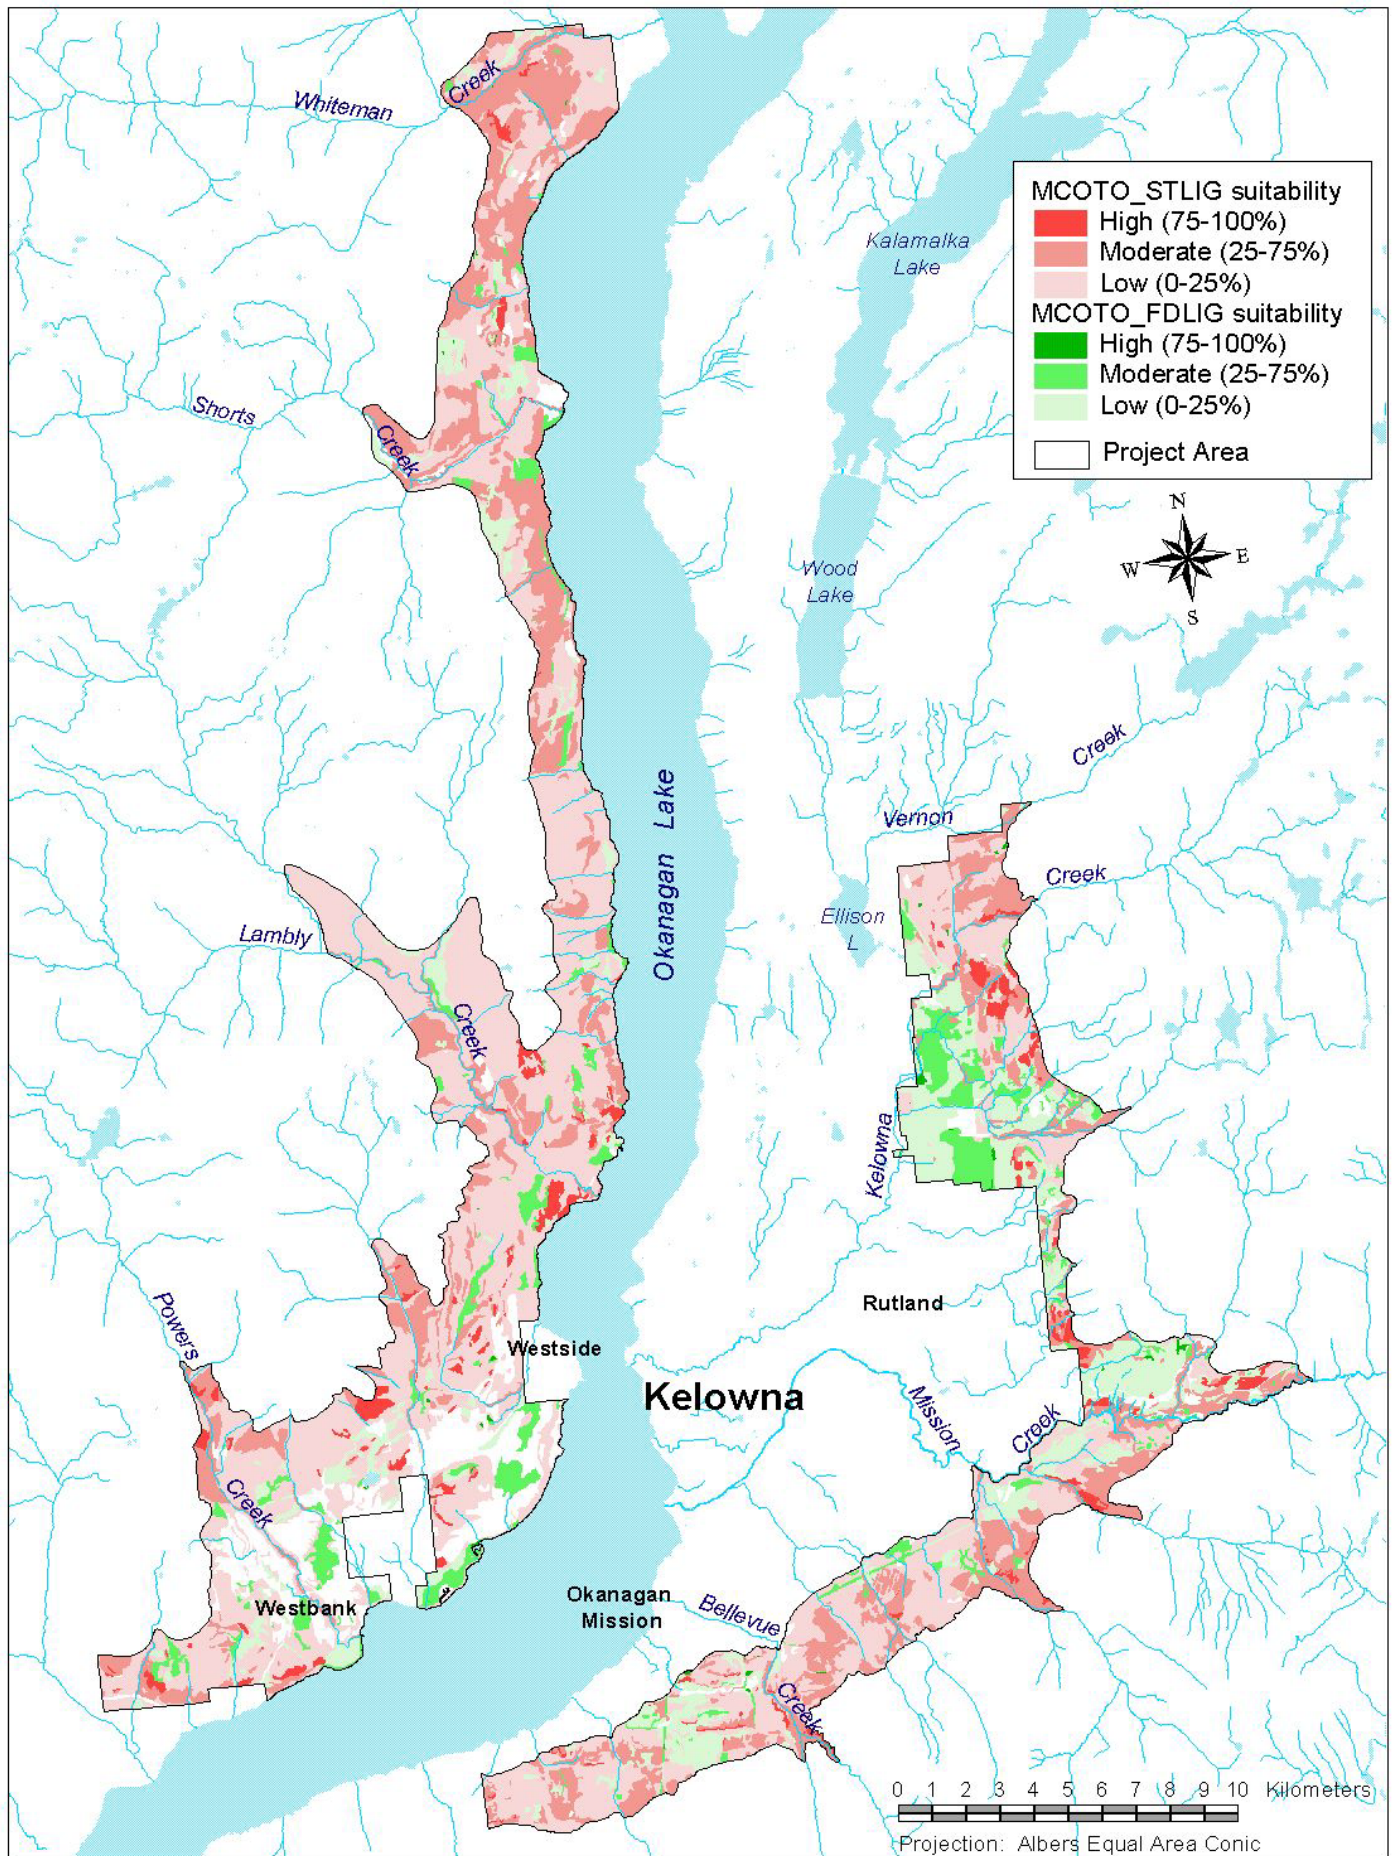 Whiteman
Creek
MCOTO_STLIG suitability
High (75-100%)
Moderate (25-75%)
Low (0-25%)
MCOTO_FDLIG suitability
High (75-100%)
Moderate (25-75%)
Low (0-25%)
Project Area
Kalamalka
Lake
Shorts
Creek
N
W
E
S
Wood
Lake
Creek
Vernon
Okanagan Lake
Creek
Ellison
L
Lambly
Creek
Kelowna
Powers
Rutland
Westside
Kelowna
Mission
Creek
Creek
Westbank
Okanagan
Mission
Bellevue
Creek
0 1 2 3 4 5 6 7 8 9 10 Kilometers
Projection: Albers Equal Area Conic